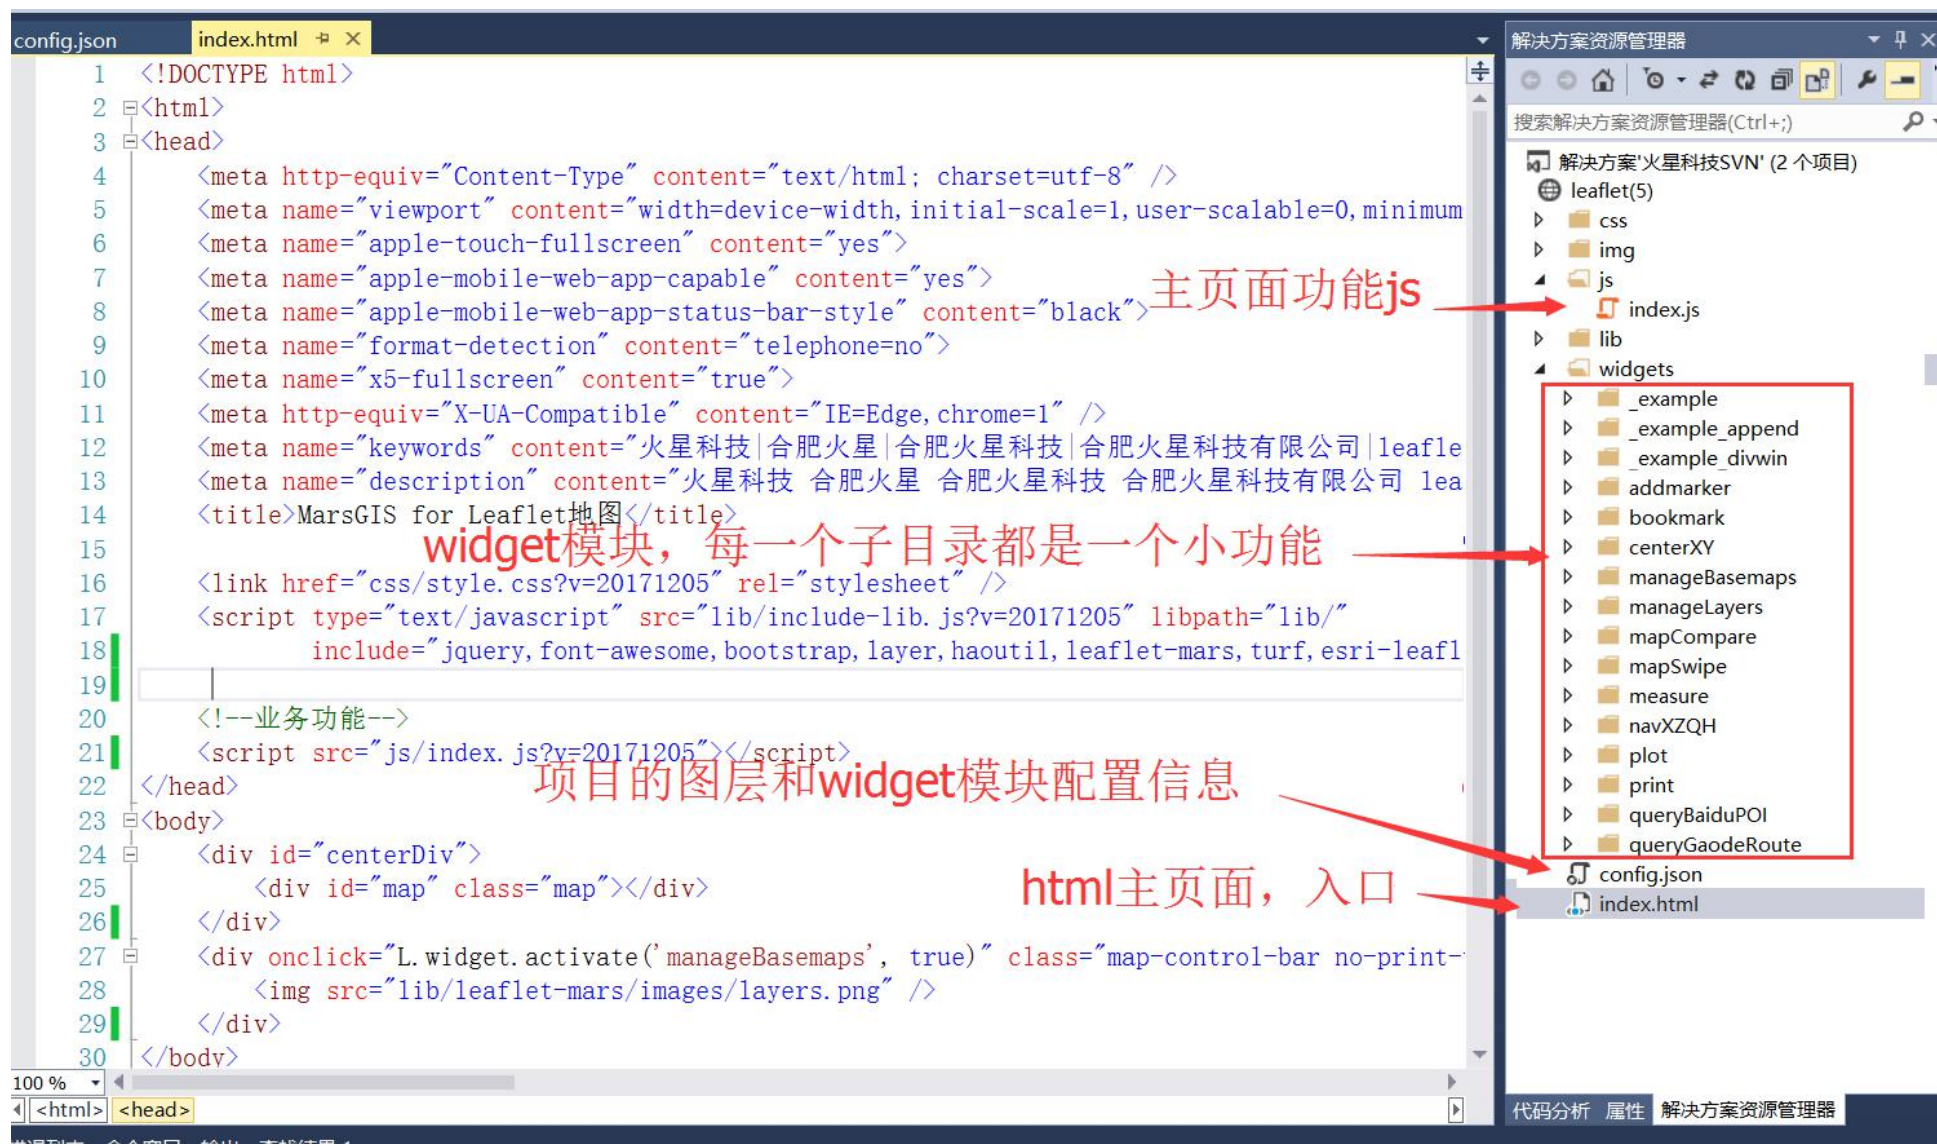 config.json
index.html
1 <!DOCTYPE html>
2 <html>
3 <head>
4 <meta http-equiv="Content-Type" content="text/html; charset=utf-8" />
5 <meta name="viewport" content="width=device-width,initial-scale=1,user-scalable=0,minimum
6 <meta name="apple-touch-fullscreen" content="yes">
7 <meta name="apple-mobile-web-app-capable" content="yes">
8 <meta name="apple-mobile-web-app-status-bar-style" content="black">
9 <meta name="format-detection" content="telephone=no">
10 <meta name="x5-fullscreen" content="true">
11 <meta http-equiv="X-UA-Compatible" content="IE=Edge,chrome=1" />
12 <meta name="keywords" content="火星科技|合肥火星|合肥火星科技|合肥火星科技有限公司|leafle
13 <meta name="description" content="火星科技 合肥火星 合肥火星科技 合肥火星科技有限公司 lea
14 <title>MarsGIS for Leaflet地图</title>
15
16 <link href="css/style.css?v=20171205" rel="stylesheet" />
17 <script type="text/javascript" src="lib/include-lib.js?v=20171205" libpath="lib/"
18 include="jquery,font-awesome,bootstrap,layer,haoutil,leaflet-mars,turf,esri-leafl
19
20 <!--业务功能-->
21 <script src="js/index.js?v=20171205"></script>
22 </head>
23 <body>
24 <div id="centerDiv">
25 <div id="map" class="map"></div>
26 </div>
27 <div onclick="L.widget.activate('manageBasemaps', true)" class="map-control-bar no-print-
28 <img src="lib/leaflet-mars/images/layers.png" />
29 </div>
30 </body>
主页面功能js
widget模块，每一个子目录都是一个小功能
项目的图层和widget模块配置信息
html主页面，入口
100 %
<html> <head>
解决方案资源管理器
搜索解决方案资源管理器(Ctrl+;)
解决方案'火星科技SVN' (2 个项目)
leaflet(5)
css
img
js
index.js
lib
widgets
_example
_example_append
_example_divwin
addmarker
bookmark
centerXY
manageBasemaps
manageLayers
mapCompare
mapSwipe
measure
navXZQH
plot
print
queryBaiduPOI
queryGaodeRoute
config.json
index.html
代码分析 属性 解决方案资源管理器